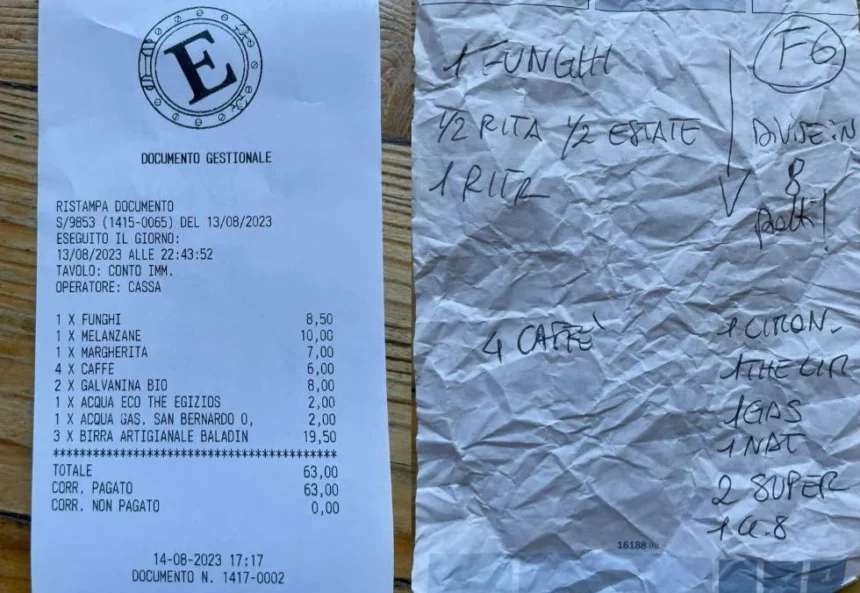 E
DOCUMENTO GESTIONALE
RISTAMPA DOCUMENTO
S/9853 (1415-0065) DEL 13/08/2023
ESEGUITO IL GIORNO:
13/08/2023 ALLE 22:43:52
TAVOLO: CONTO IMM.
OPERATORE: CASSA
1 X FUNGHI 8,50
1 X MELANZANE 10,00
1 X MARGHERITA 7,00
4 X CAFFE 6,00
2 X GALVANINA BIO 8,00
1 X ACQUA ECO THE EGIZIOS 2,00
1 X ACQUA GAS. SAN BERNARDO 0, 2,00
3 X BIRRA ARTIGIANALE BALADIN 19,50
****************************************
TOTALE 63,00
CORR. PAGATO 63,00
CORR. NON PAGATO 0,00
14-08-2023 17:17
DOCUMENTO N. 1417-0002
F6
1 FUNGHI
1/2 RITA 1/2 ESTATE
1 RITA
DIVISE IN
8
4 CAFFE'
1 CIMON.
1 THE LIM
1 GAS
1 NAT
2 SUPER
16188